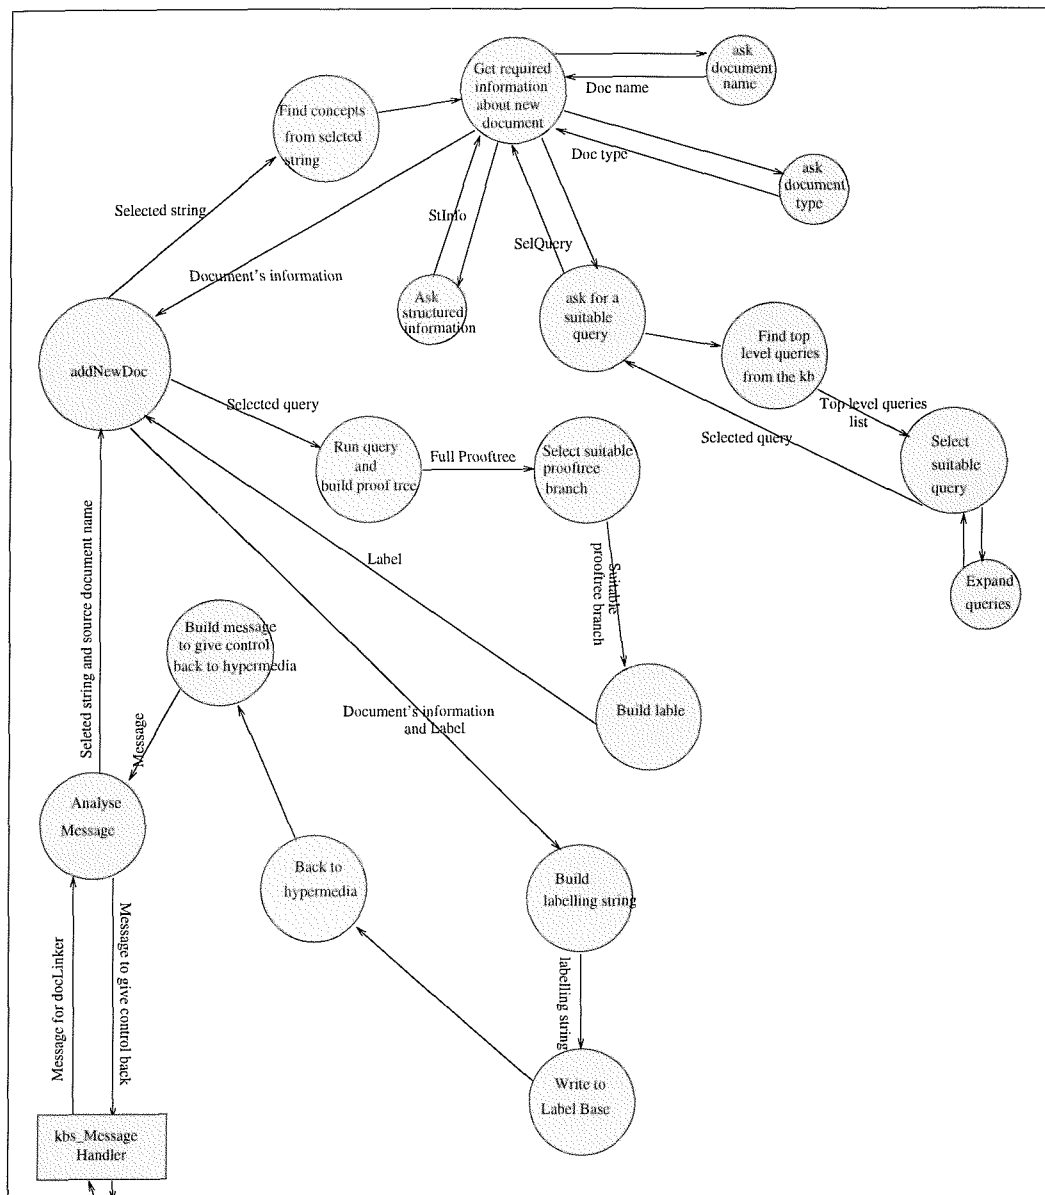 Get required
information
about new
document
ask
document
name
Doc name
Find concepts
from selcted
string
Doc type
ask
document
type
Selected string
StInfo
SelQuery
Document's information
Ask
structured
information
ask for a
suitable
query
Find top
level queries
from the kb
addNewDoc
Selected query
Top level queries
list
Selected query
Select
suitable
query
Run query
and
build proof tree
Full Prooftree
Select suitable
prooftree
branch
Seleted string and source document name
Label
Suitable
prooftree branch
Expand
queries
Build message
to give control
back to hypermedia
Build lable
Document's information
and Label
Message
Analyse
Message
Back to
hypermedia
Build
labelling string
Message for docLinker
Message to give control back
labelling string
Write to
Label Base
kbs_Message
Handler